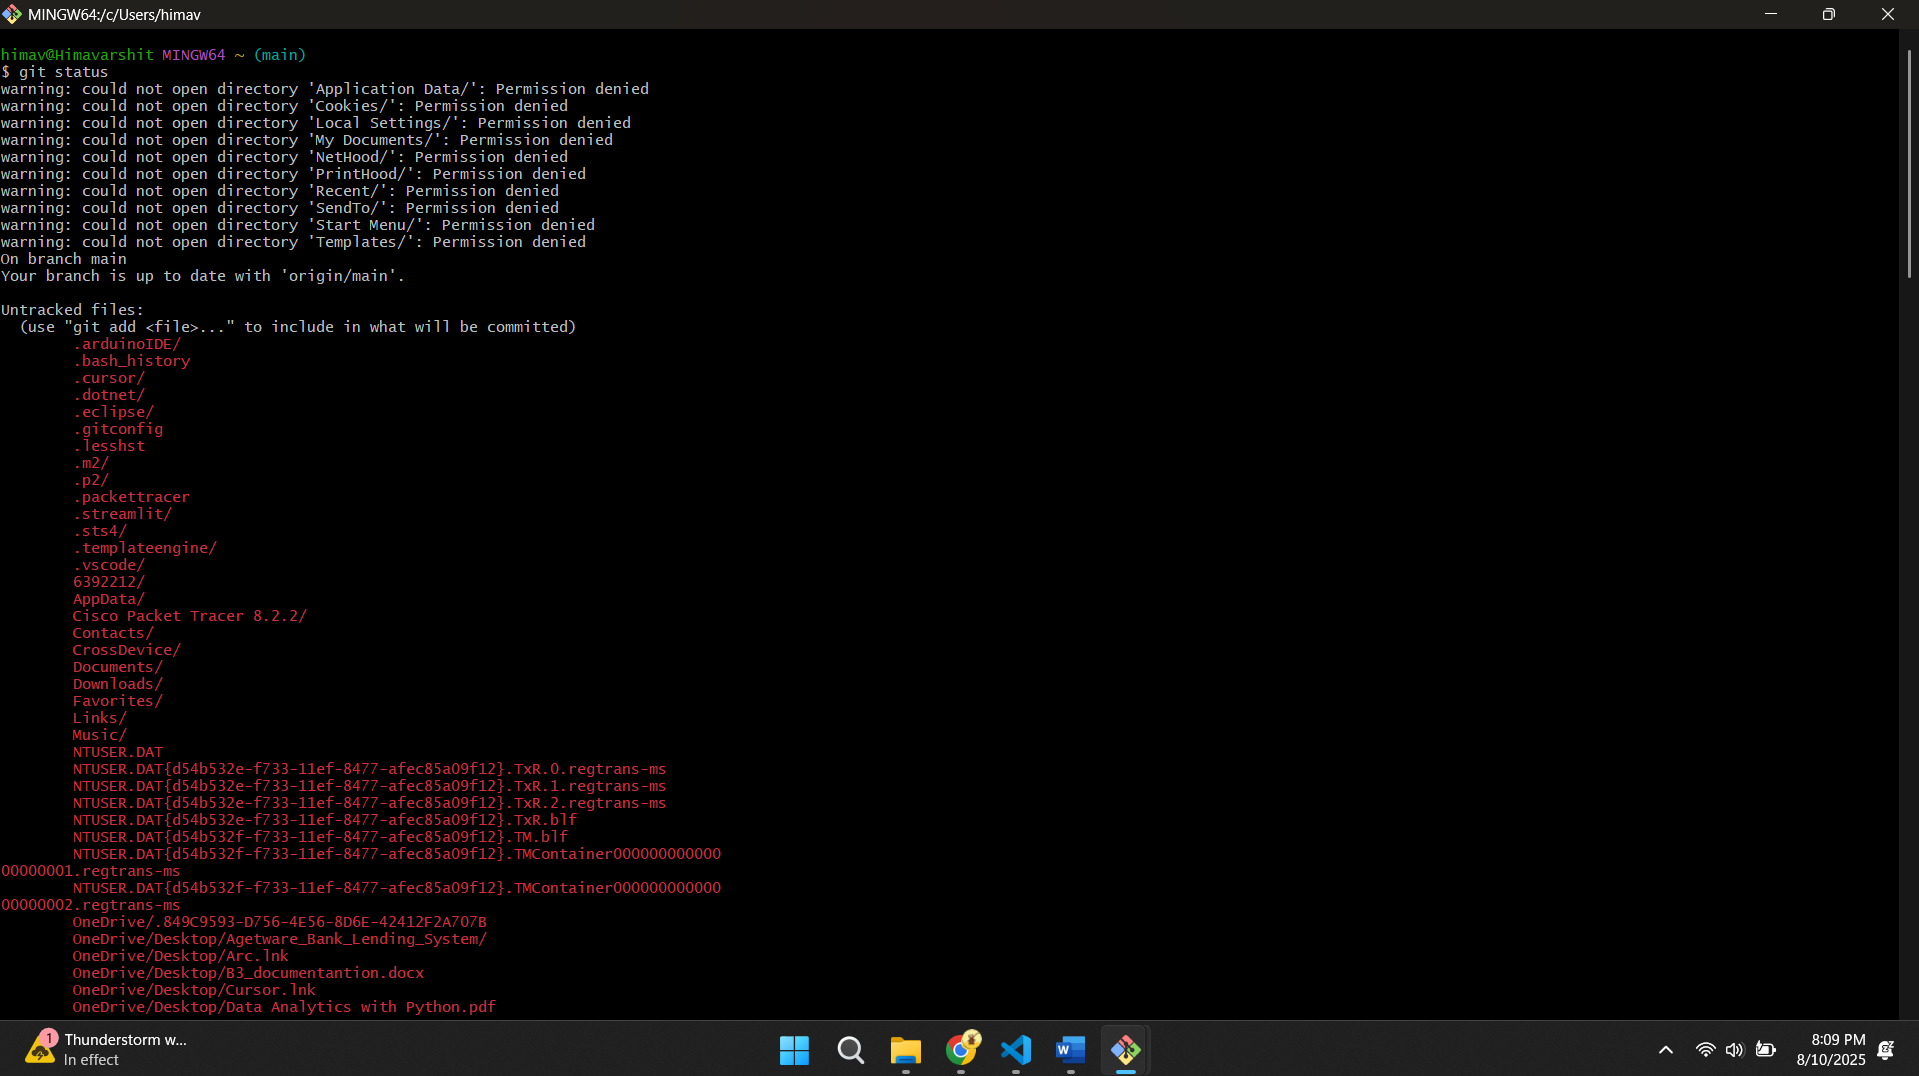 MINGW64:/c/Users/himav
himav@Himavarshit MINGW64 ~ (main)
$ git status
warning: could not open directory 'Application Data/': Permission denied
warning: could not open directory 'Cookies/': Permission denied
warning: could not open directory 'Local Settings/': Permission denied
warning: could not open directory 'My Documents/': Permission denied
warning: could not open directory 'NetHood/': Permission denied
warning: could not open directory 'PrintHood/': Permission denied
warning: could not open directory 'Recent/': Permission denied
warning: could not open directory 'SendTo/': Permission denied
warning: could not open directory 'Start Menu/': Permission denied
warning: could not open directory 'Templates/': Permission denied
On branch main
Your branch is up to date with 'origin/main'.
Untracked files:
(use "git add <file>..." to include in what will be committed)
.arduinoIDE/
.bash_history
.cursor/
.dotnet/
.eclipse/
.gitconfig
.lesshst
.m2/
.p2/
.packettracer
.streamlit/
.sts4/
.templateengine/
.vscode/
6392212/
AppData/
Cisco Packet Tracer 8.2.2/
Contacts/
CrossDevice/
Documents/
Downloads/
Favorites/
Links/
Music/
NTUSER.DAT
NTUSER.DAT{d54b532e-f733-11ef-8477-afec85a09f12}.TxR.0.regtrans-ms
NTUSER.DAT{d54b532e-f733-11ef-8477-afec85a09f12}.TxR.1.regtrans-ms
NTUSER.DAT{d54b532e-f733-11ef-8477-afec85a09f12}.TxR.2.regtrans-ms
NTUSER.DAT{d54b532e-f733-11ef-8477-afec85a09f12}.TxR.blf
NTUSER.DAT{d54b532f-f733-11ef-8477-afec85a09f12}.TM.blf
NTUSER.DAT{d54b532f-f733-11ef-8477-afec85a09f12}.TMContainer000000000000
00000001.regtrans-ms
NTUSER.DAT{d54b532f-f733-11ef-8477-afec85a09f12}.TMContainer000000000000
00000002.regtrans-ms
OneDrive/.849C9593-D756-4E56-8D6E-42412F2A707B
OneDrive/Desktop/Agetware_Bank_Lending_System/
OneDrive/Desktop/Arc.lnk
OneDrive/Desktop/B3_documentantion.docx
OneDrive/Desktop/Cursor.lnk
OneDrive/Desktop/Data Analytics with Python.pdf
1
Thunderstorm w...
In effect
W
8:09 PM
8/10/2025